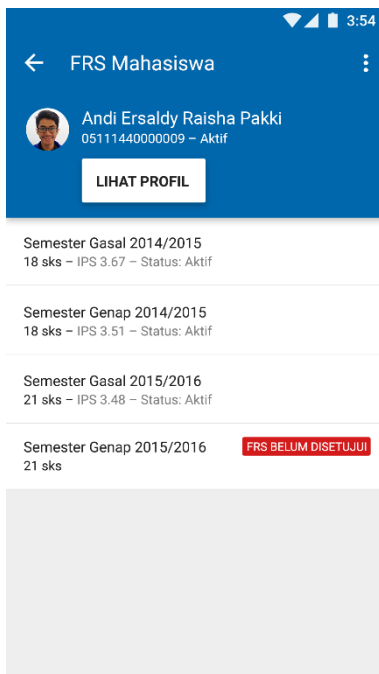 3:54
FRS Mahasiswa
Andi Ersaldy Raisha Pakki
05111440000009 – Aktif
LIHAT PROFIL
Semester Gasal 2014/2015
18 sks – IPS 3.67 – Status: Aktif
Semester Genap 2014/2015
18 sks – IPS 3.51 – Status: Aktif
Semester Gasal 2015/2016
21 sks – IPS 3.48 – Status: Aktif
Semester Genap 2015/2016
FRS BELUM DISETUJUI
21 sks